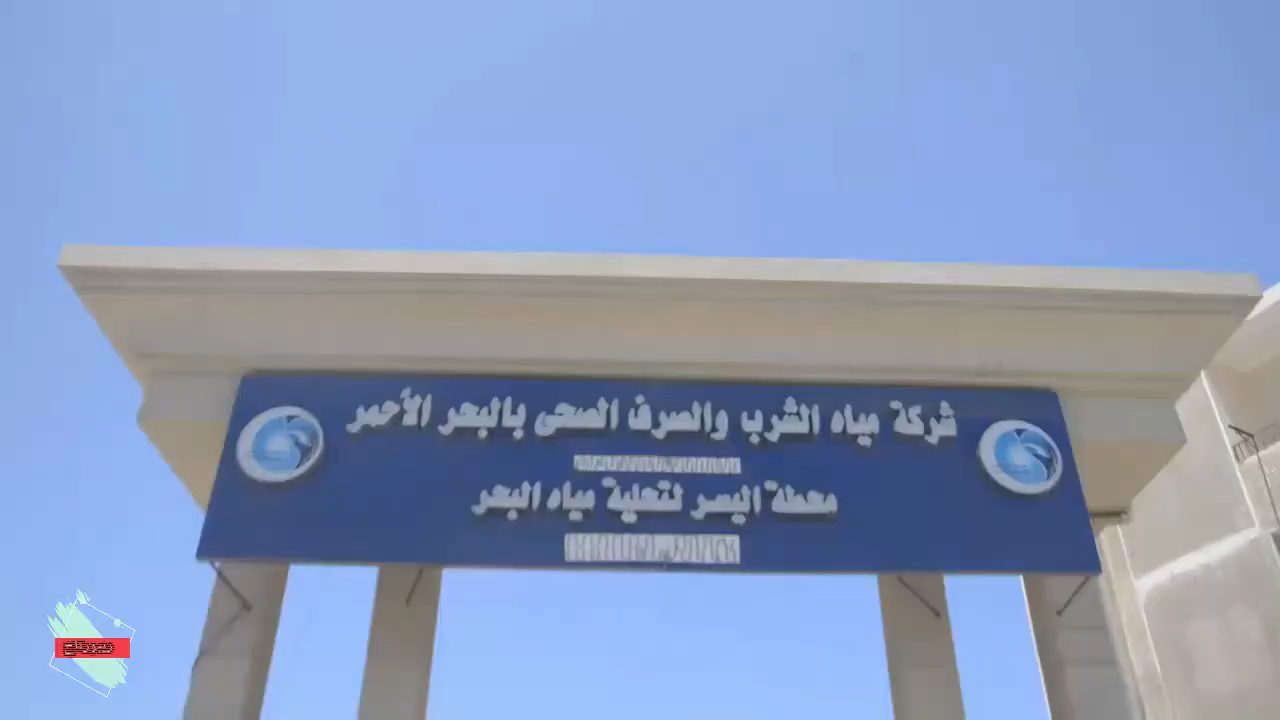 شركة مياه الشرب والصرف الصحى بالبحر الأحمر
محطة اليسر لتحلية مياه البحر